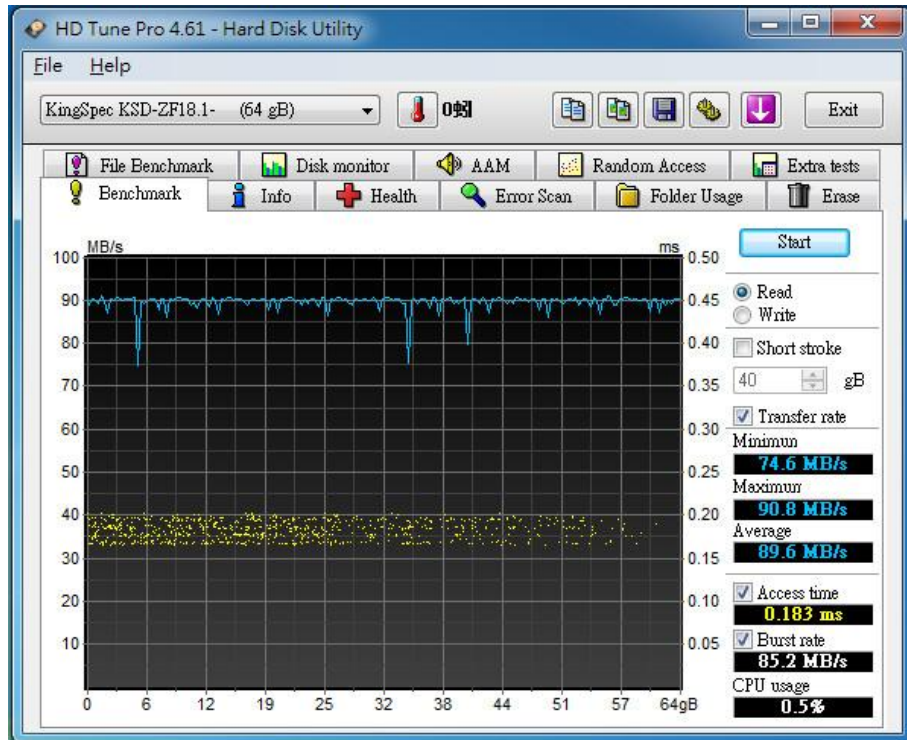 HD Tune Pro 4.61 - Hard Disk Utility
File Help
KingSpec KSD-ZF18.1- (64 gB) 0蚓 Exit
File Benchmark Disk monitor AAM Random Access Extra tests
Benchmark Info Health Error Scan Folder Usage Erase
MB/s ms
Start
100 0.50
90 0.45
80 0.40
70 0.35
60 0.30
50 0.25
40 0.20
30 0.15
20 0.10
10 0.05
0 6 12 19 25 32 38 44 51 57 64gB
Read
Write
Short stroke
40 gB
Transfer rate
Minimun
74.6 MB/s
Maximum
90.8 MB/s
Average
89.6 MB/s
Access time
0.183 ms
Burst rate
85.2 MB/s
CPU usage
0.5%